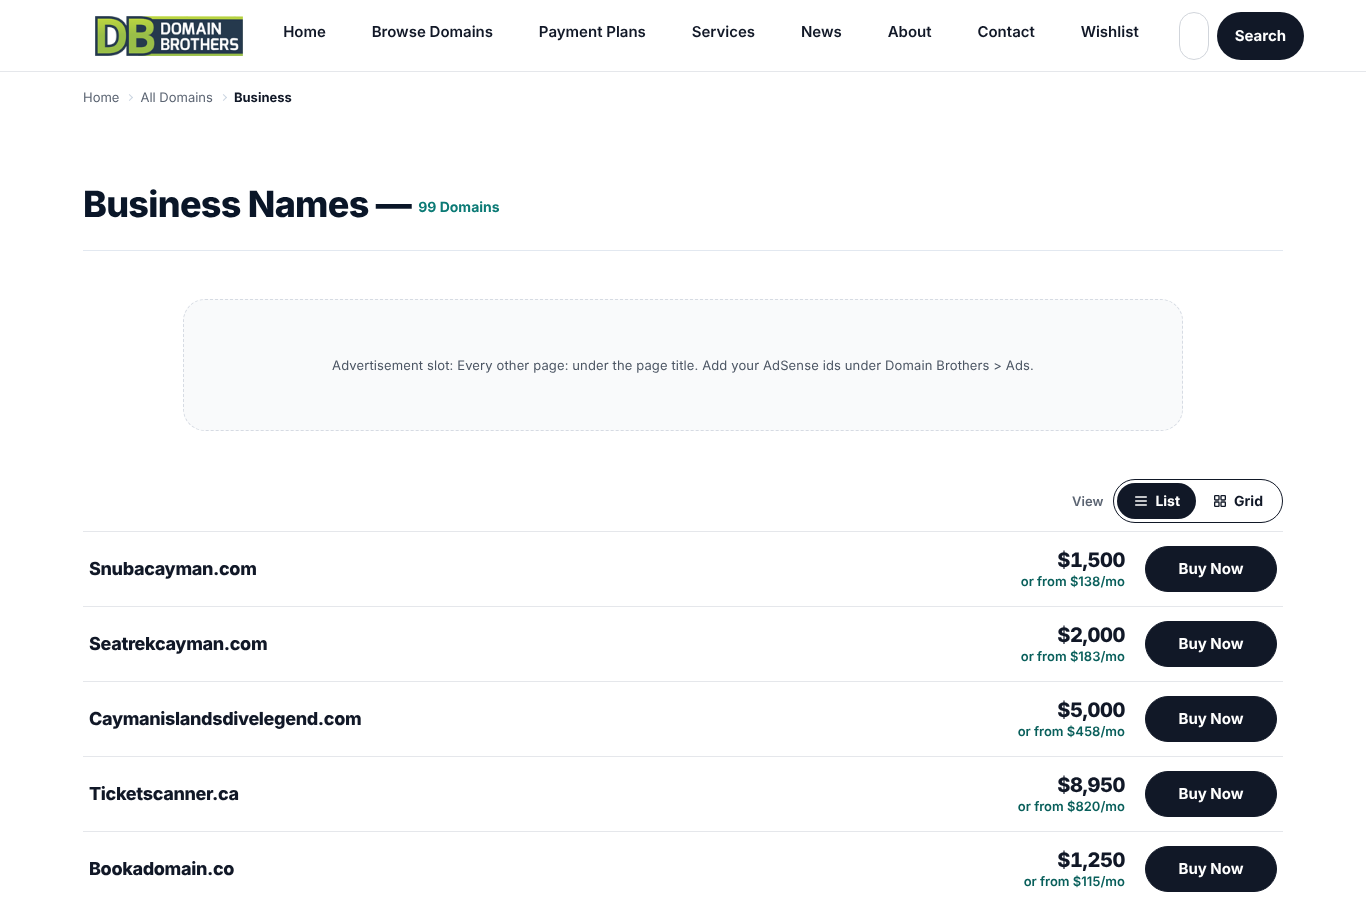 DB DOMAIN BROTHERS
Home
Browse Domains
Payment Plans
Services
News
About
Contact
Wishlist
Search
Home > All Domains > Business
Business Names — 99 Domains
Advertisement slot: Every other page: under the page title. Add your AdSense ids under Domain Brothers > Ads.
View
List
Grid
Snubacayman.com
$1,500
or from $138/mo
Buy Now
Seatrekcayman.com
$2,000
or from $183/mo
Buy Now
Caymanislandsdivelegend.com
$5,000
or from $458/mo
Buy Now
Ticketscanner.ca
$8,950
or from $820/mo
Buy Now
Bookadomain.co
$1,250
or from $115/mo
Buy Now